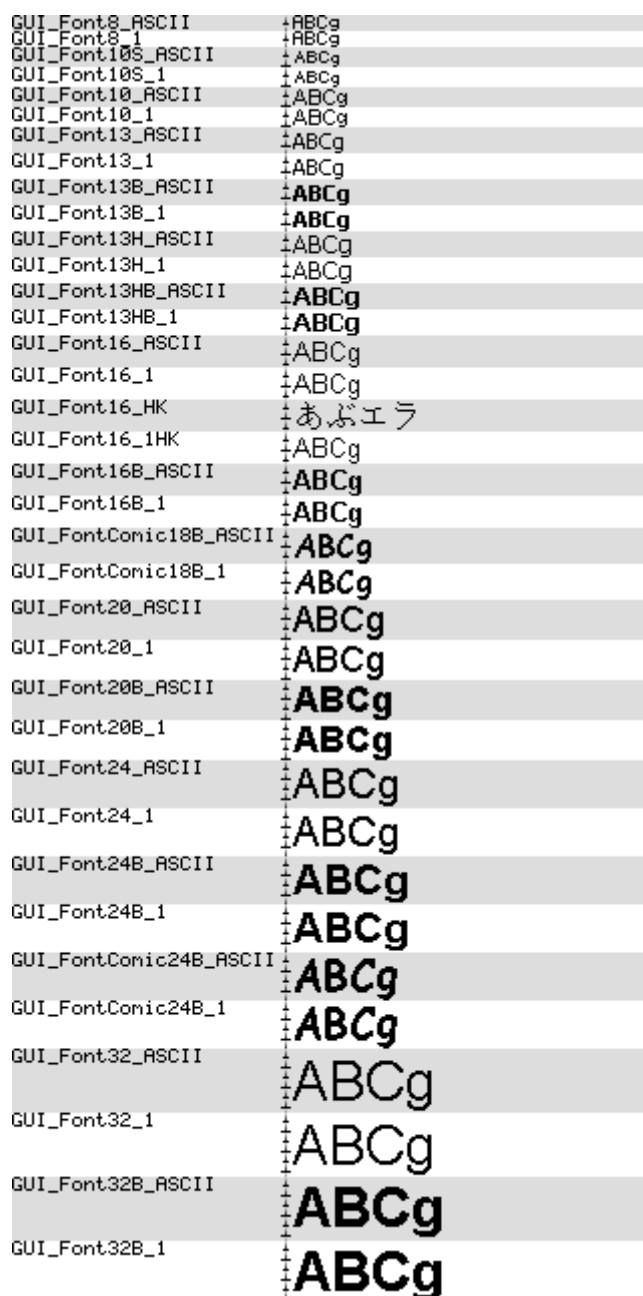 GUI_Font8_ASCII ABCg
GUI_Font8_1 ABCg
GUI_Font10S_ASCII ABCg
GUI_Font10S_1 ABCg
GUI_Font10_ASCII ABCg
GUI_Font10_1 ABCg
GUI_Font13_ASCII ABCg
GUI_Font13_1 ABCg
GUI_Font13B_ASCII ABCg
GUI_Font13B_1 ABCg
GUI_Font13H_ASCII ABCg
GUI_Font13H_1 ABCg
GUI_Font13HB_ASCII ABCg
GUI_Font13HB_1 ABCg
GUI_Font16_ASCII ABCg
GUI_Font16_1 ABCg
GUI_Font16_HK あぶエラ
GUI_Font16_1HK ABCg
GUI_Font16B_ASCII ABCg
GUI_Font16B_1 ABCg
GUI_FontComic18B_ASCII ABCg
GUI_FontComic18B_1 ABCg
GUI_Font20_ASCII ABCg
GUI_Font20_1 ABCg
GUI_Font20B_ASCII ABCg
GUI_Font20B_1 ABCg
GUI_Font24_ASCII ABCg
GUI_Font24_1 ABCg
GUI_Font24B_ASCII ABCg
GUI_Font24B_1 ABCg
GUI_FontComic24B_ASCII ABCg
GUI_FontComic24B_1 ABCg
GUI_Font32_ASCII ABCg
GUI_Font32_1 ABCg
GUI_Font32B_ASCII ABCg
GUI_Font32B_1 ABCg